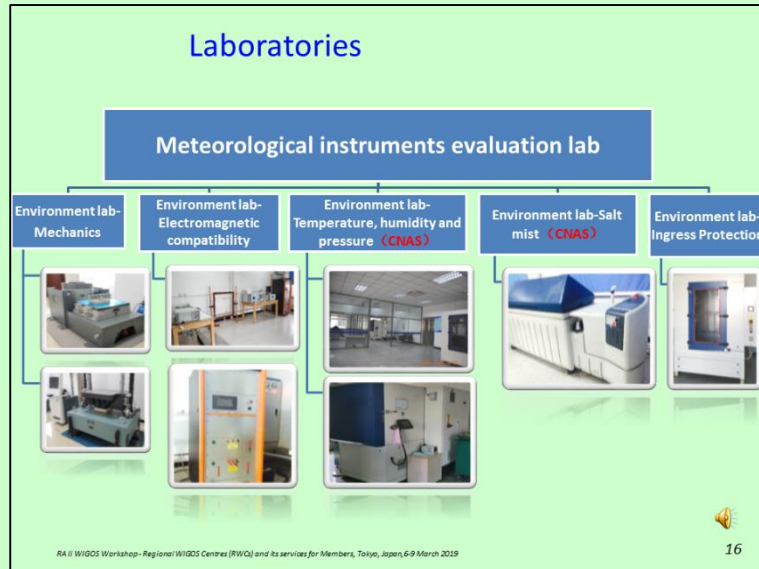 Laboratories
Meteorological instruments evaluation lab
Environment lab-
Mechanics
Environment lab-
Electromagnetic
compatibility
Environment lab-
Temperature, humidity and
pressure（CNAS）
Environment lab-Salt
mist（CNAS）
Environment lab-
Ingress Protection
RA II WIGOS Workshop - Regional WIGOS Centres (RWCs) and its services for Members, Tokyo, Japan,6-9 March 2019
16